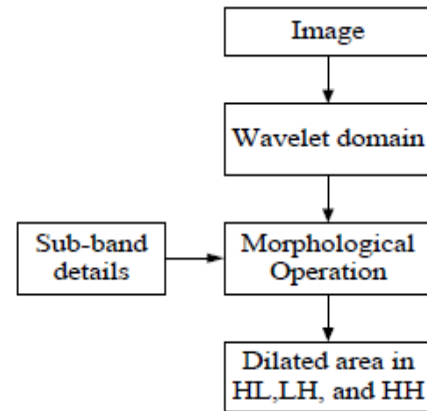 Image
Wavelet domain
Sub-band
details
Morphological
Operation
Dilated area in
HL,LH, and HH